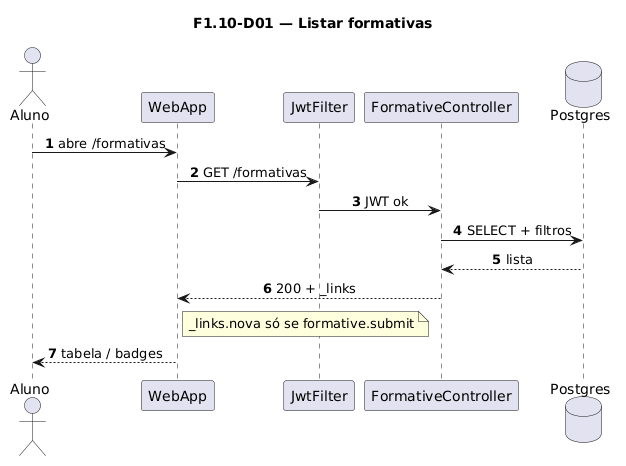 F1.10-D01 — Listar formativas
Aluno
WebApp
JwtFilter
FormativeController
Postgres
1 abre /formativas
2 GET /formativas
3 JWT ok
4 SELECT + filtros
5 lista
6 200 + _links
_links.nova só se formative.submit
7 tabela / badges
Aluno
WebApp
JwtFilter
FormativeController
Postgres